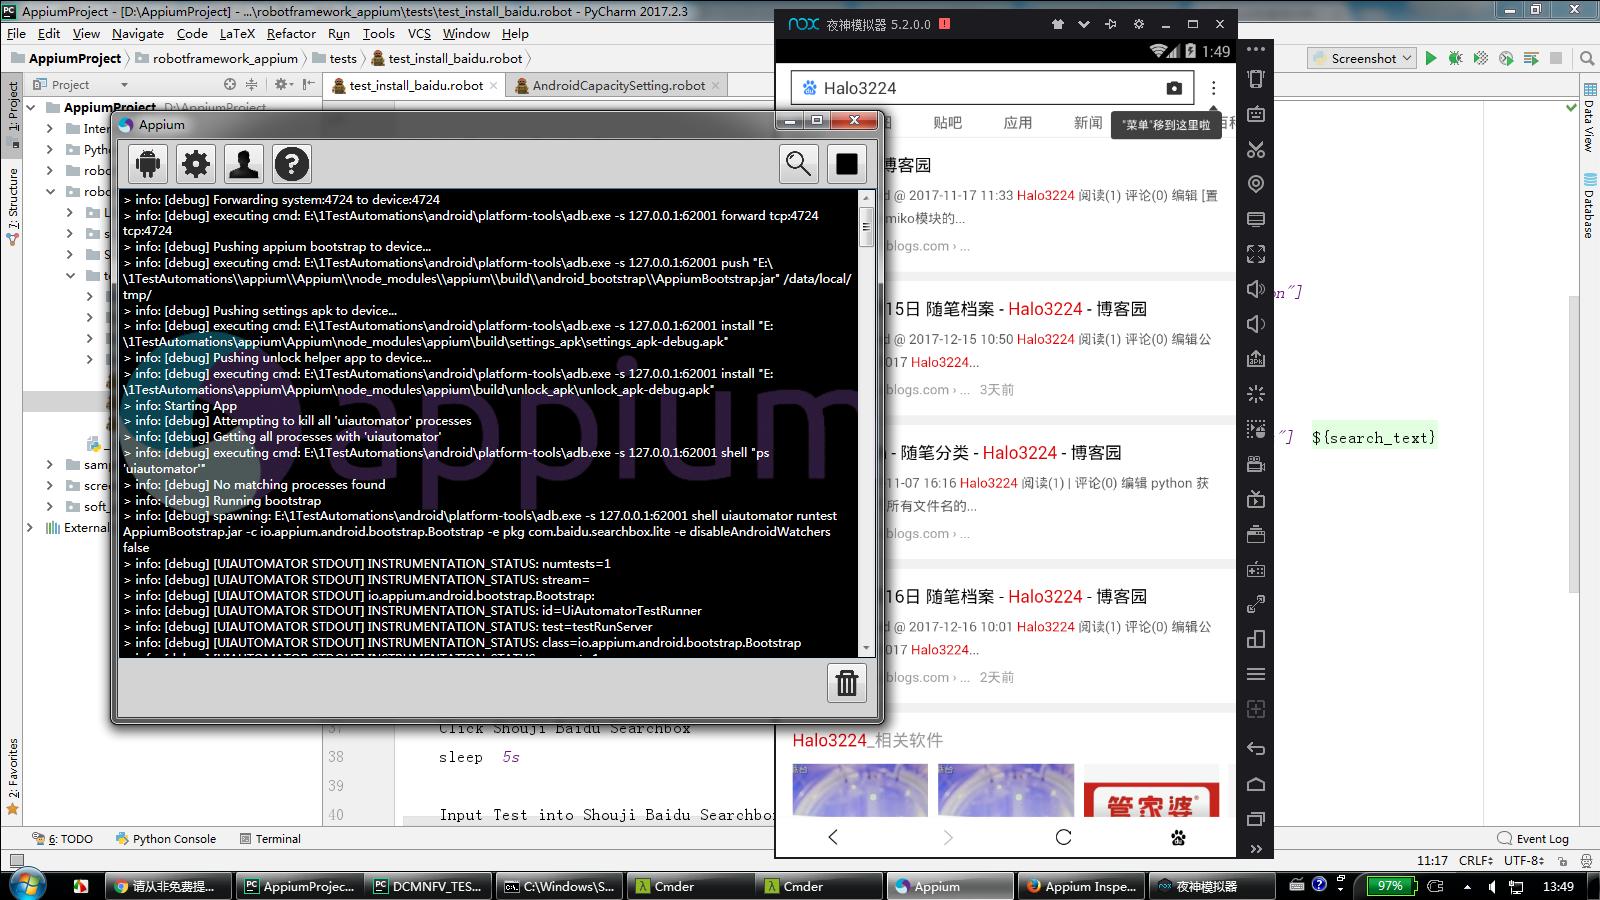 AppiumProject - [D:\AppiumProject] - ...\robotframework_appium\tests\test_install_baidu.robot - PyCharm 2017.2.3
File Edit View Navigate Code LaTeX Refactor Run Tools VCS Window Help
AppiumProject robotframework_appium tests test_install_baidu.robot
Screenshot
Project
test_install_baidu.robot
AndroidCapacitySetting.robot
1: Project
7: Structure
2: Favorites
AppiumProject D:\AppiumProject
Inter
Pyth
robo
robo
L
s
S
te
sam
scre
soft_
External
Appium
> info: [debug] Forwarding system:4724 to device:4724
> info: [debug] executing cmd: E:\1TestAutomations\android\platform-tools\adb.exe -s 127.0.0.1:62001 forward tcp:4724
tcp:4724
> info: [debug] Pushing appium bootstrap to device...
> info: [debug] executing cmd: E:\1TestAutomations\android\platform-tools\adb.exe -s 127.0.0.1:62001 push "E:\
\1TestAutomations\\appium\\Appium\\node_modules\\appium\\build\\android_bootstrap\\AppiumBootstrap.jar" /data/local/
tmp/
> info: [debug] Pushing settings apk to device...
> info: [debug] executing cmd: E:\1TestAutomations\android\platform-tools\adb.exe -s 127.0.0.1:62001 install "E:
\1TestAutomations\appium\Appium\node_modules\appium\build\settings_apk\settings_apk-debug.apk"
> info: [debug] Pushing unlock helper app to device...
> info: [debug] executing cmd: E:\1TestAutomations\android\platform-tools\adb.exe -s 127.0.0.1:62001 install "E:
\1TestAutomations\appium\Appium\node_modules\appium\build\unlock_apk\unlock_apk-debug.apk"
> info: Starting App
> info: [debug] Attempting to kill all 'uiautomator' processes
> info: [debug] Getting all processes with 'uiautomator'
> info: [debug] executing cmd: E:\1TestAutomations\android\platform-tools\adb.exe -s 127.0.0.1:62001 shell "ps
'uiautomator'"
> info: [debug] No matching processes found
> info: [debug] Running bootstrap
> info: [debug] spawning: E:\1TestAutomations\android\platform-tools\adb.exe -s 127.0.0.1:62001 shell uiautomator runtest
AppiumBootstrap.jar -c io.appium.android.bootstrap.Bootstrap -e pkg com.baidu.searchbox.lite -e disableAndroidWatchers
false
> info: [debug] [UIAUTOMATOR STDOUT] INSTRUMENTATION_STATUS: numtests=1
> info: [debug] [UIAUTOMATOR STDOUT] INSTRUMENTATION_STATUS: stream=
> info: [debug] [UIAUTOMATOR STDOUT] io.appium.android.bootstrap.Bootstrap:
> info: [debug] [UIAUTOMATOR STDOUT] INSTRUMENTATION_STATUS: id=UiAutomatorTestRunner
> info: [debug] [UIAUTOMATOR STDOUT] INSTRUMENTATION_STATUS: test=testRunServer
> info: [debug] [UIAUTOMATOR STDOUT] INSTRUMENTATION_STATUS: class=io.appium.android.bootstrap.Bootstrap
appium
Click Shouji Baidu Searchbox
38 sleep 5s
39
40 Input Test into Shouji Baidu Searchbox
nox 夜神模拟器 5.2.0.0
1:49
Halo3224
贴吧 应用 新闻
"菜单"移到这里啦
博客园
d @ 2017-11-17 11:33 Halo3224 阅读(1) 评论(0) 编辑 [置
miko模块的...
blogs.com › ...
15日 随笔档案 - Halo3224 - 博客园
d @ 2017-12-15 10:50 Halo3224 阅读(1) 评论(0) 编辑公
017 Halo3224...
blogs.com › ... 3天前
- 随笔分类 - Halo3224 - 博客园
11-07 16:16 Halo3224 阅读(1) | 评论(0) 编辑 python 获
所有文件名的...
blogs.com › ...
16日 随笔档案 - Halo3224 - 博客园
d @ 2017-12-16 10:01 Halo3224 阅读(1) 评论(0) 编辑公
017 Halo3224...
blogs.com › ... 2天前
Halo3224_相关软件
管家婆
on"]
"] ${search_text}
Data View
Database
6: TODO Python Console Terminal
Event Log
11:17 CRLF UTF-8
请从非免费提...
AppiumProjec...
DCMNFV_TES...
C:\Windows\S...
Cmder
Cmder
Appium
Appium Inspe...
夜神模拟器
97%
13:49